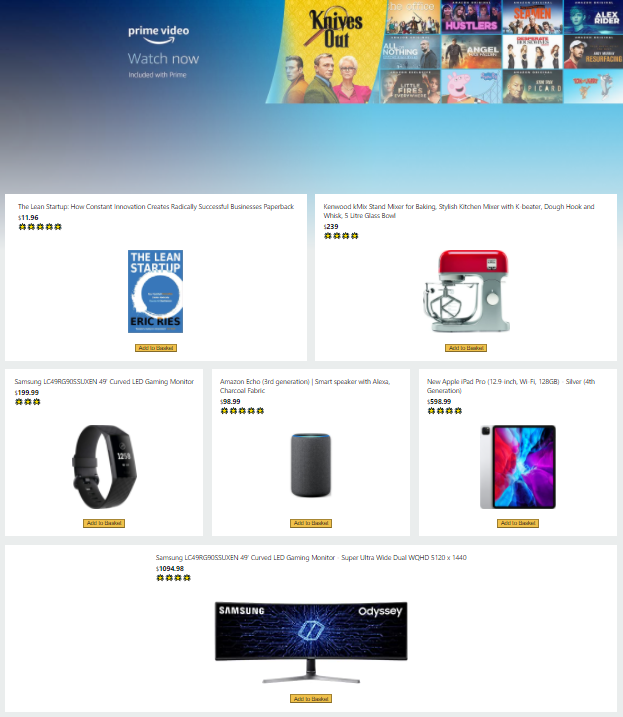 prime video
Watch now
Included with Prime
Knives
Out
the office
HUSTLERS
ALEX
RIDER
ALL OR
NOTHING
ANGEL
HAS FALLEN
DESPERATE
HOUSEWIVES
RESURFACING
LITTLE
FIRES
EVERYWHERE
PICARD
The Lean Startup: How Constant Innovation Creates Radically Successful Businesses Paperback
$11.96
THE LEAN
STARTUP
ERIC RIES
Add to Basket
Kenwood kMix Stand Mixer for Baking, Stylish Kitchen Mixer with K-beater, Dough Hook and
Whisk, 5 Litre Glass Bowl
$239
Add to Basket
Samsung LC49RG90SSUXEN 49' Curved LED Gaming Monitor
$199.99
Add to Basket
Amazon Echo (3rd generation) | Smart speaker with Alexa,
Charcoal Fabric
$98.99
Add to Basket
New Apple iPad Pro (12.9-inch, Wi-Fi, 128GB) - Silver (4th
Generation)
$598.99
Add to Basket
Samsung LC49RG90SSUXEN 49' Curved LED Gaming Monitor - Super Ultra Wide Dual WQHD 5120 x 1440
$1094.98
SAMSUNG
Odyssey
Add to Basket